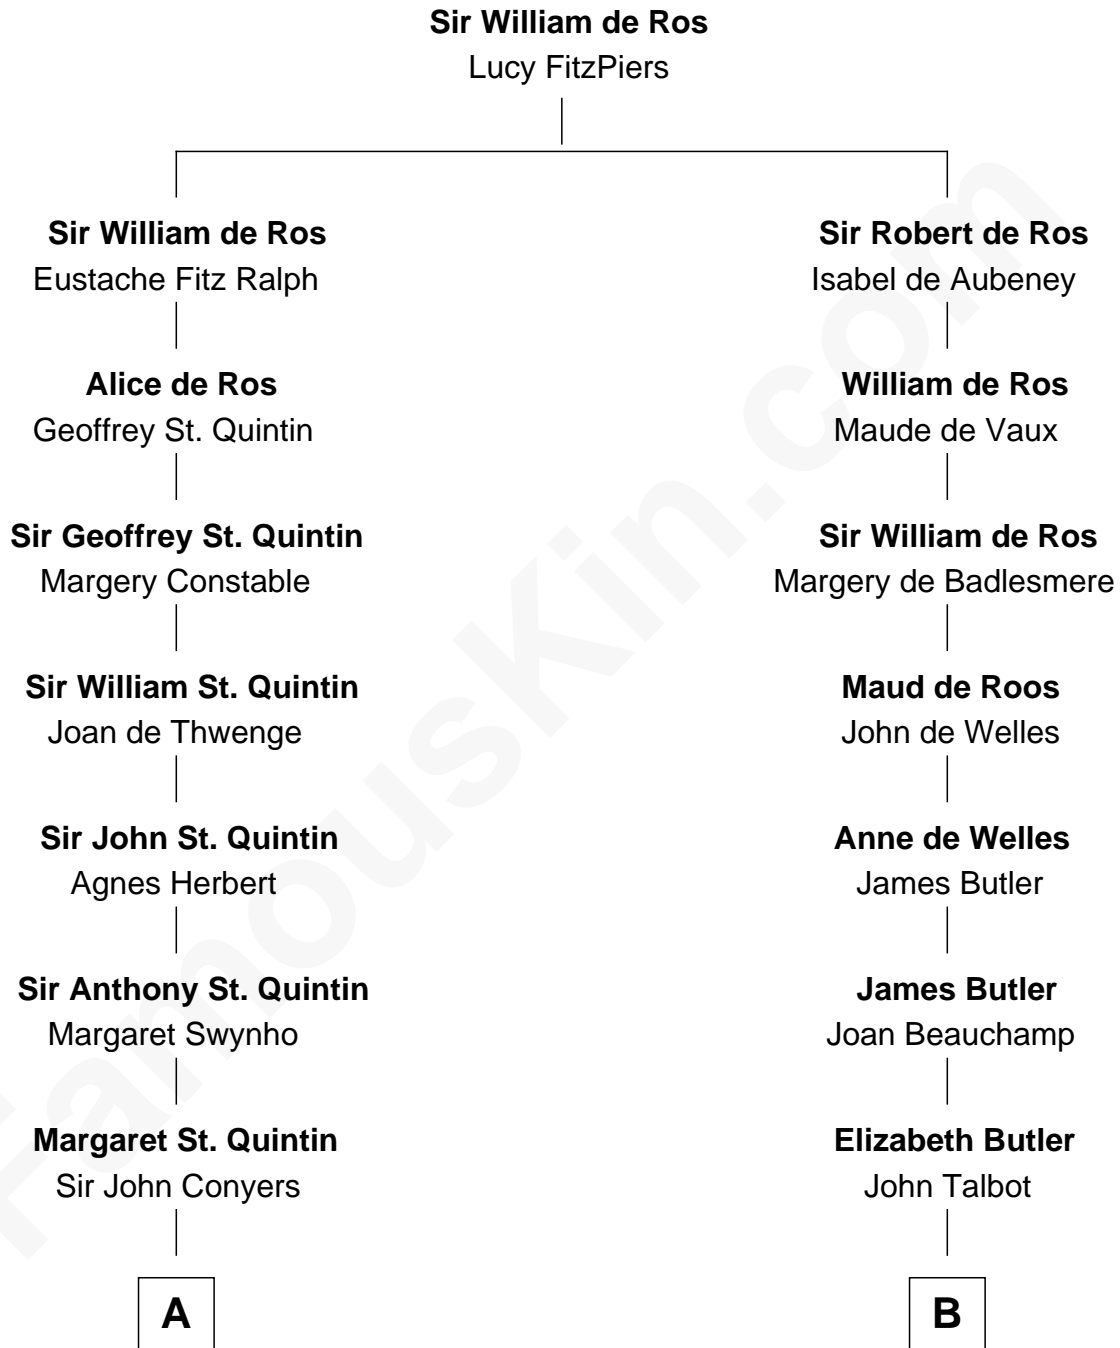 Sir William de Ros
Lucy FitzPiers
Sir William de Ros
Eustache Fitz Ralph
Sir Robert de Ros
Isabel de Aubeney
Alice de Ros
Geoffrey St. Quintin
William de Ros
Maude de Vaux
Sir Geoffrey St. Quintin
Margery Constable
Sir William de Ros
Margery de Badlesmere
Sir William St. Quintin
Joan de Thwenge
Maud de Roos
John de Welles
Sir John St. Quintin
Agnes Herbert
Anne de Welles
James Butler
Sir Anthony St. Quintin
Margaret Swynho
James Butler
Joan Beauchamp
Margaret St. Quintin
Sir John Conyers
Elizabeth Butler
John Talbot
A
B
FamousKin.com